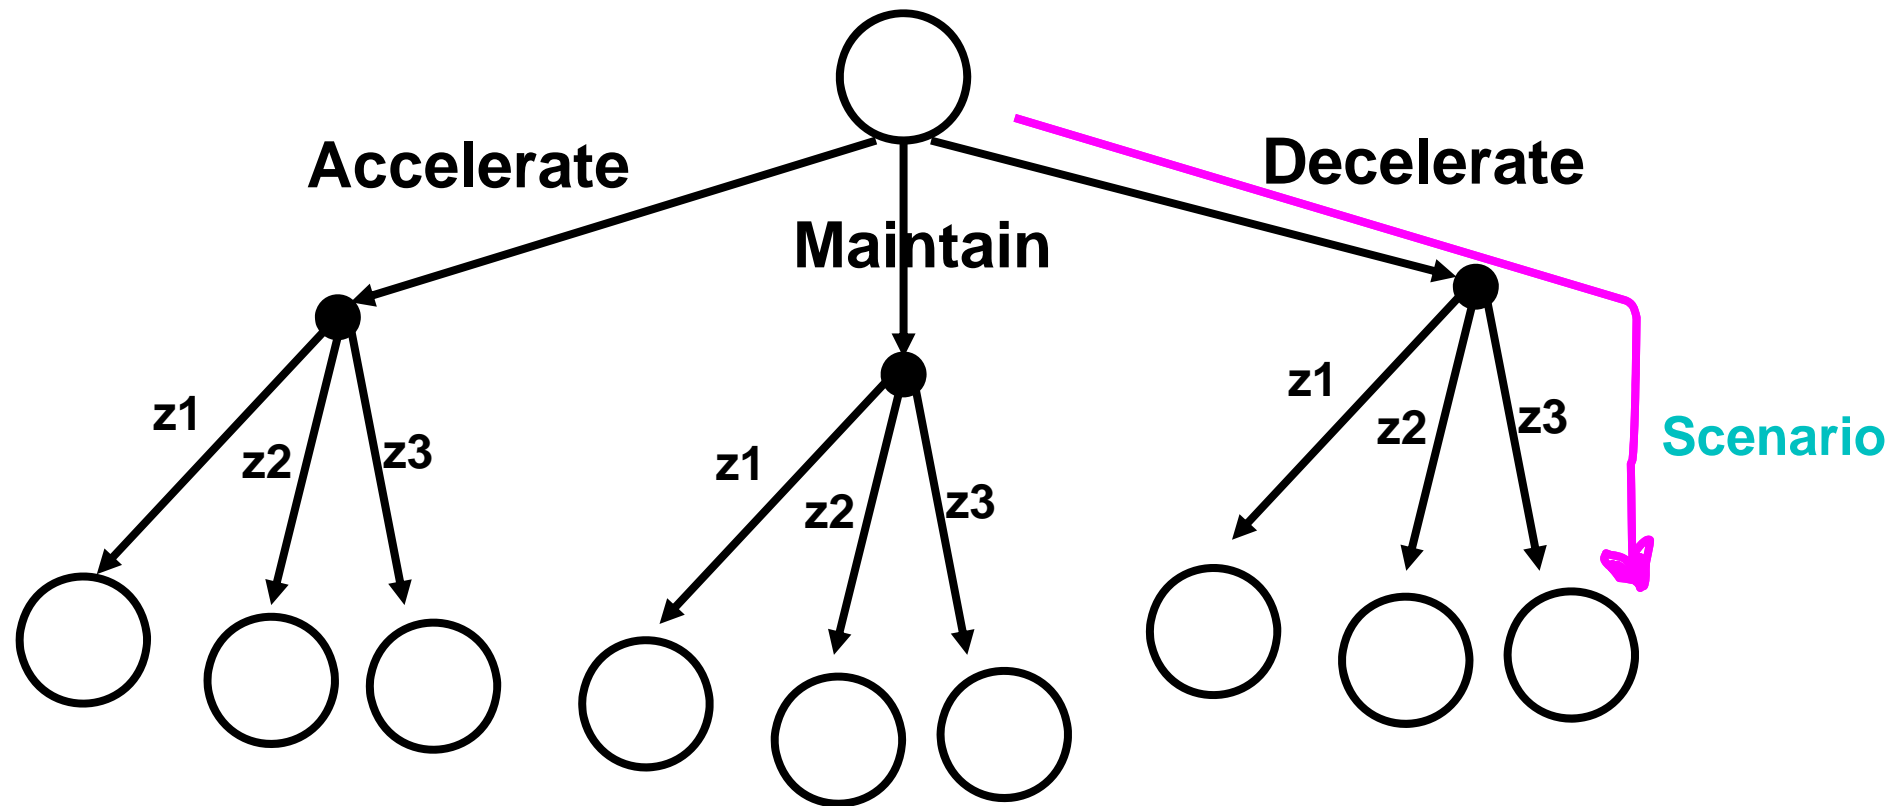 Accelerate
Maintain
Decelerate
z1
z2
z3
z1
z2
z3
z1
z2
z3
Scenario